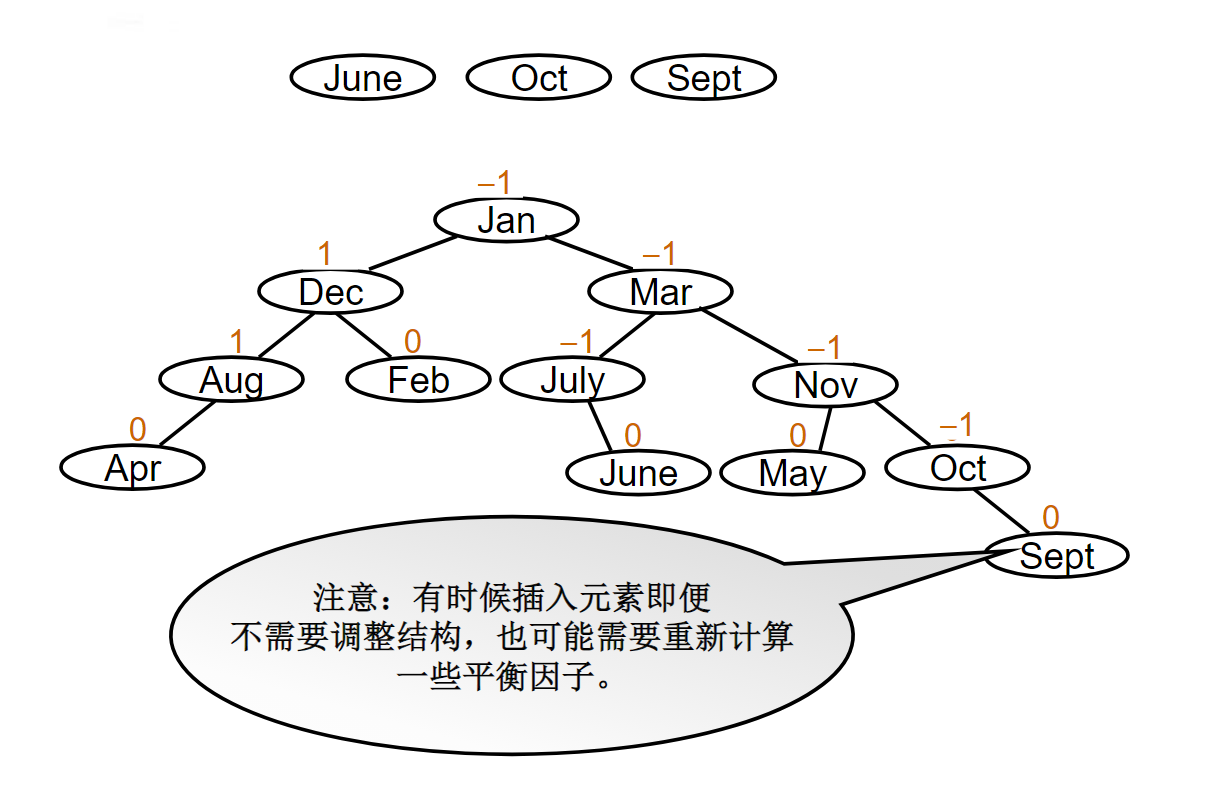 June Oct Sept
–1
Jan
1 –1
Dec Mar
1 0 –1 –1
Aug Feb July Nov
0 0 0 –1
Apr June May Oct
0
Sept
注意：有时候插入元素即便
不需要调整结构，也可能需要重新计算
一些平衡因子。